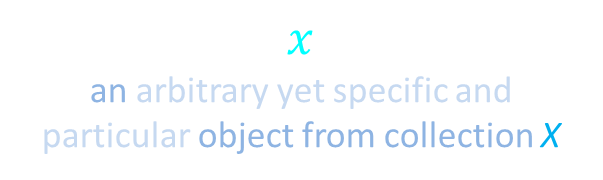 x
an arbitrary yet specific and
particular object from collection X